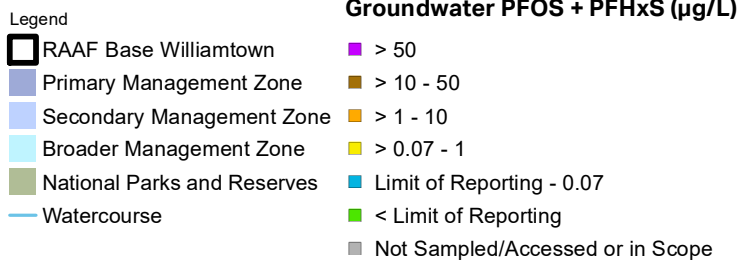 Legend
RAAF Base Williamtown
Primary Management Zone
Secondary Management Zone
Broader Management Zone
National Parks and Reserves
Watercourse
Groundwater PFOS + PFHxS (µg/L)
> 50
> 10 - 50
> 1 - 10
> 0.07 - 1
Limit of Reporting - 0.07
< Limit of Reporting
Not Sampled/Accessed or in Scope